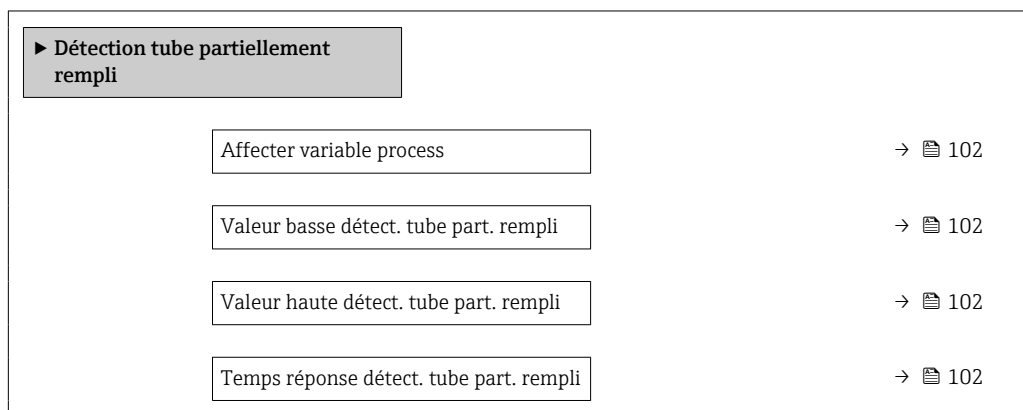 ► Détection tube partiellement
rempli
Affecter variable process → 102
Valeur basse détect. tube part. rempli → 102
Valeur haute détect. tube part. rempli → 102
Temps réponse détect. tube part. rempli → 102